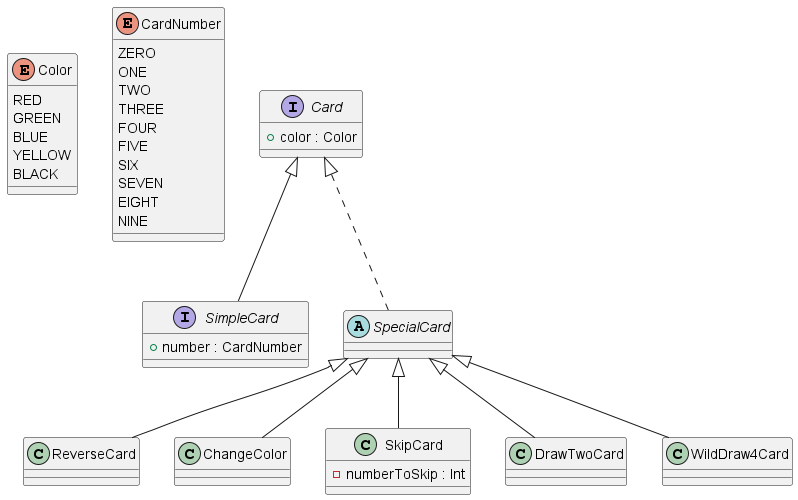 E Color
RED
GREEN
BLUE
YELLOW
BLACK
E CardNumber
ZERO
ONE
TWO
THREE
FOUR
FIVE
SIX
SEVEN
EIGHT
NINE
I Card
color : Color
I SimpleCard
number : CardNumber
A SpecialCard
C ReverseCard
C ChangeColor
C SkipCard
numberToSkip : Int
C DrawTwoCard
C WildDraw4Card